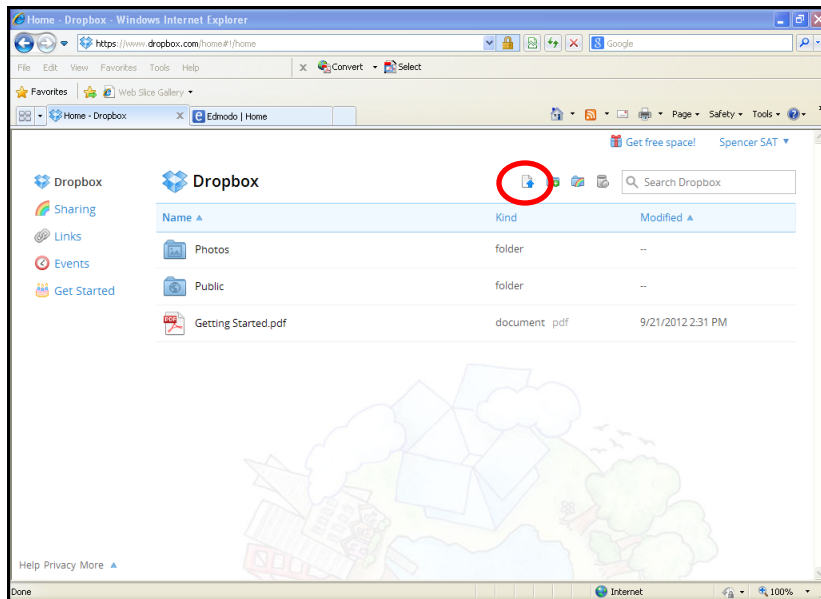 Home - Dropbox - Windows Internet Explorer
https://www.dropbox.com/home#!/home
Google
File Edit View Favorites Tools Help X Convert Select
Favorites Web Slice Gallery
Home - Dropbox X Edmodo | Home Page Safety Tools
Get free space! Spencer SAT
Dropbox
Sharing
Links
Events
Get Started
Dropbox
Search Dropbox
Name Kind Modified
Photos folder --
Public folder --
PDF Getting Started.pdf document pdf 9/21/2012 2:31 PM
Help Privacy More
Done Internet 100%